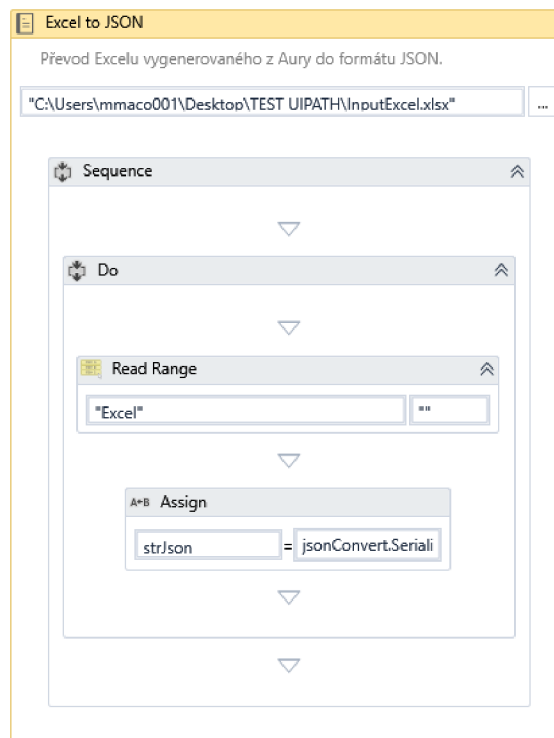 Excel to JSON
Převod Excelu vygenerovaného z Aury do formátu JSON.
"C:\Users\mmaco001\Desktop\TEST UIPATH\InputExcel.xlsx" ...
Sequence
Do
Read Range
"Excel" ""
A←B Assign
strJson = jsonConvert.Seriali